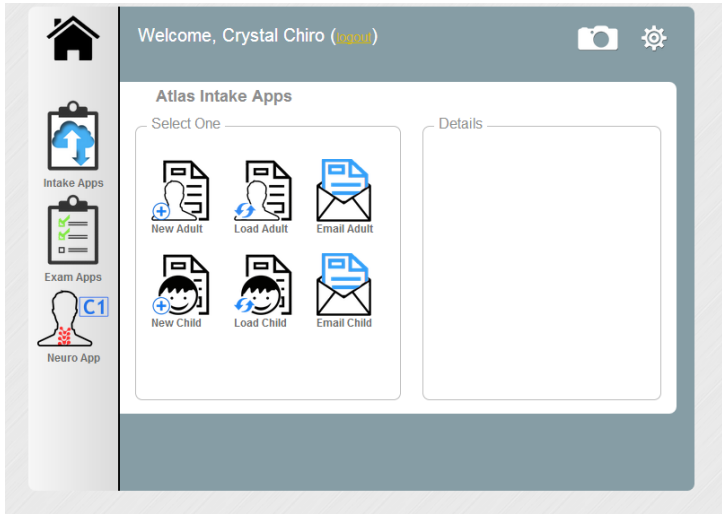 Welcome, Crystal Chiro (logout)
Atlas Intake Apps
Select One
Details
Intake Apps
New Adult
Load Adult
Email Adult
Exam Apps
New Child
Load Child
Email Child
C1
Neuro App